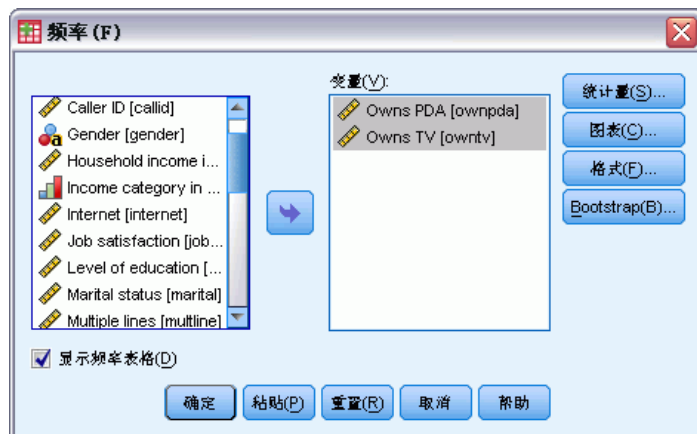 频率(F)
变量(V):
Caller ID [callid]
Gender [gender]
Household income i...
Income category in ...
Internet [internet]
Job satisfaction [job...
Level of education [...
Marital status [marital]
Multiple lines [multline]
Owns PDA [ownpda]
Owns TV [owntv]
统计量(S)...
图表(C)...
格式(F)...
Bootstrap(B)...
显示频率表格(D)
确定
粘贴(P)
重置(R)
取消
帮助